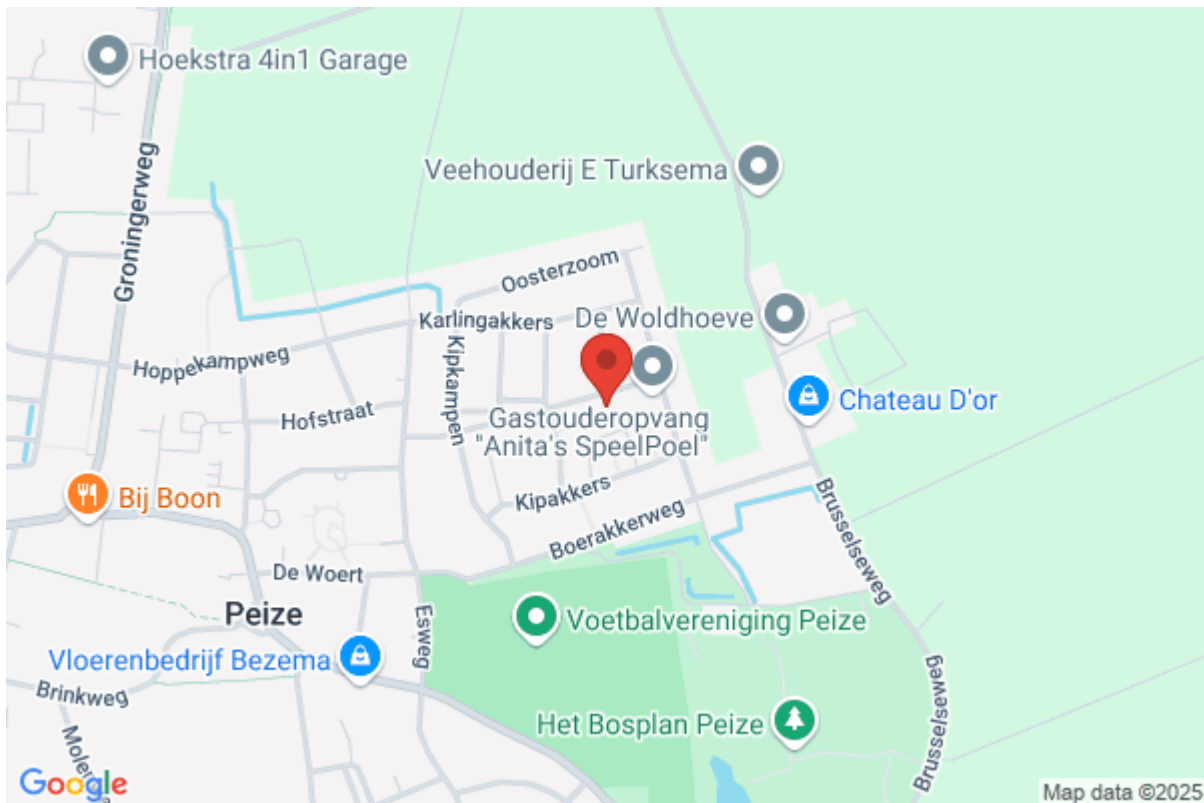 Hoekstra 4in1 Garage
Veehouderij E Turksema
Groningerweg
Oosterzoom
Karlingakkers
De Woldhoeve
Hoppekampweg
Kipkampen
Hofstraat
Chateau D'or
Gastouderopvang
"Anita's SpeelPoel"
Bij Boon
Kipakkers
Boerakkerweg
Brusselseweg
De Woert
Peize
Esweg
Voetbalvereniging Peize
Vloerenbedrijf Bezema
Brinkweg
Brusselseweg
Het Bosplan Peize
Google
Map data ©2025